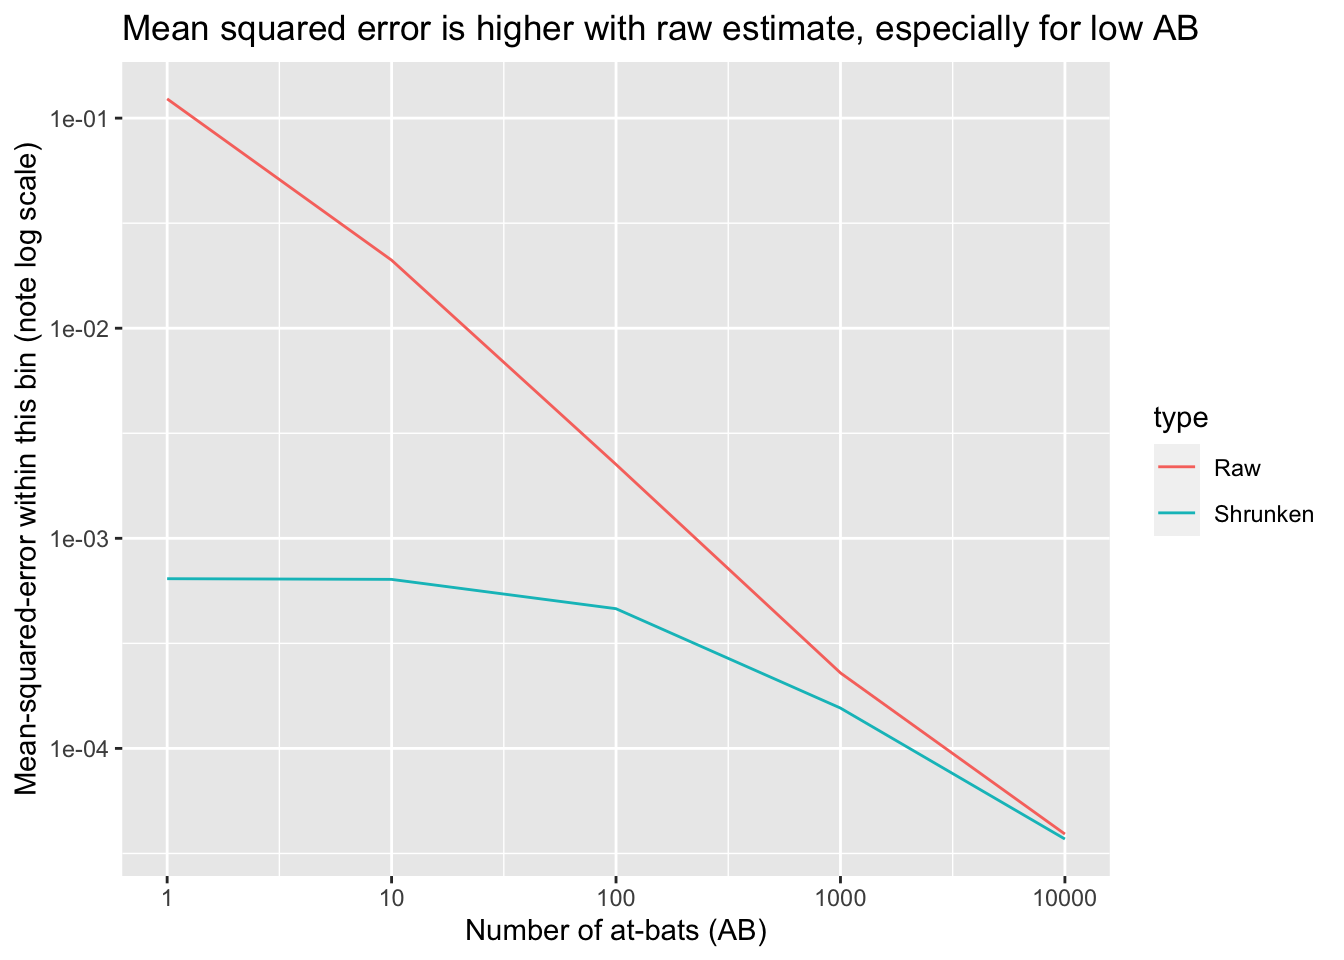 Mean squared error is higher with raw estimate, especially for low AB
Mean-squared-error within this bin (note log scale)
1e-01
1e-02
1e-03
1e-04
1
10
100
1000
10000
Number of at-bats (AB)
type
Raw
Shrunken